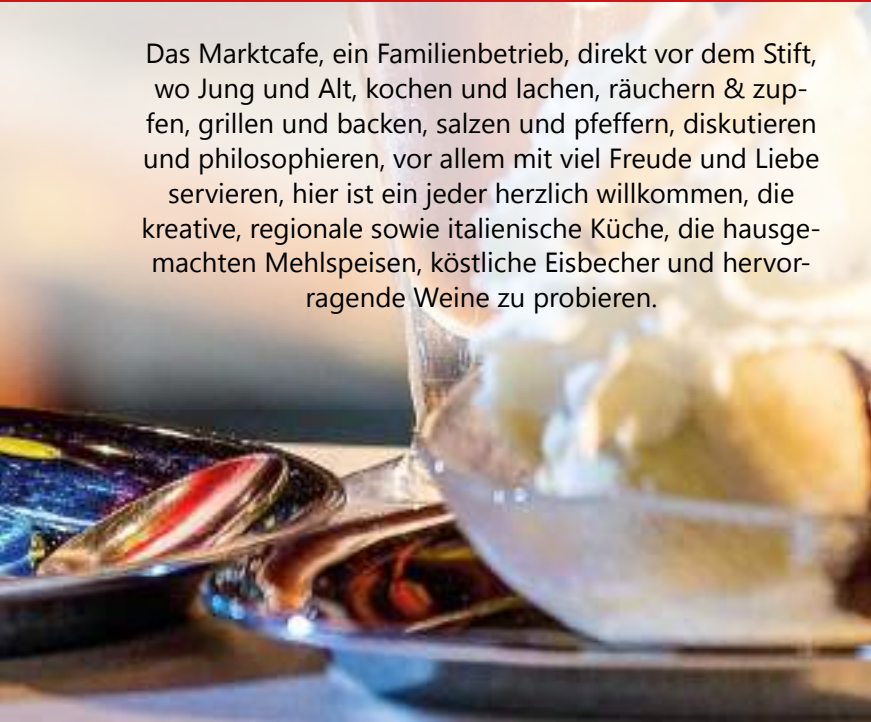 Das Marktcafe, ein Familienbetrieb, direkt vor dem Stift,
wo Jung und Alt, kochen und lachen, räuchern & zup-
fen, grillen und backen, salzen und pfeffern, diskutieren
und philosophieren, vor allem mit viel Freude und Liebe
servieren, hier ist ein jeder herzlich willkommen, die
kreative, regionale sowie italienische Küche, die hausge-
machten Mehlspeisen, köstliche Eisbecher und hervor-
ragende Weine zu probieren.